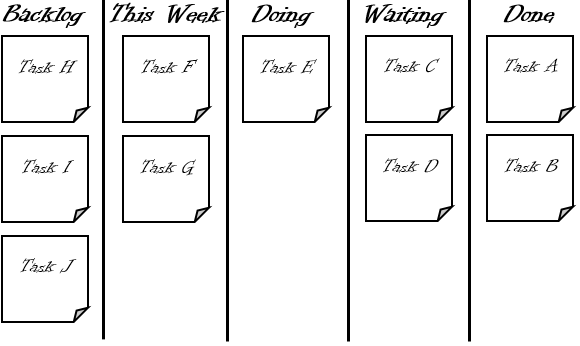 Backlog
This Week
Doing
Waiting
Done
Task H
Task F
Task E
Task C
Task A
Task I
Task G
Task D
Task B
Task J